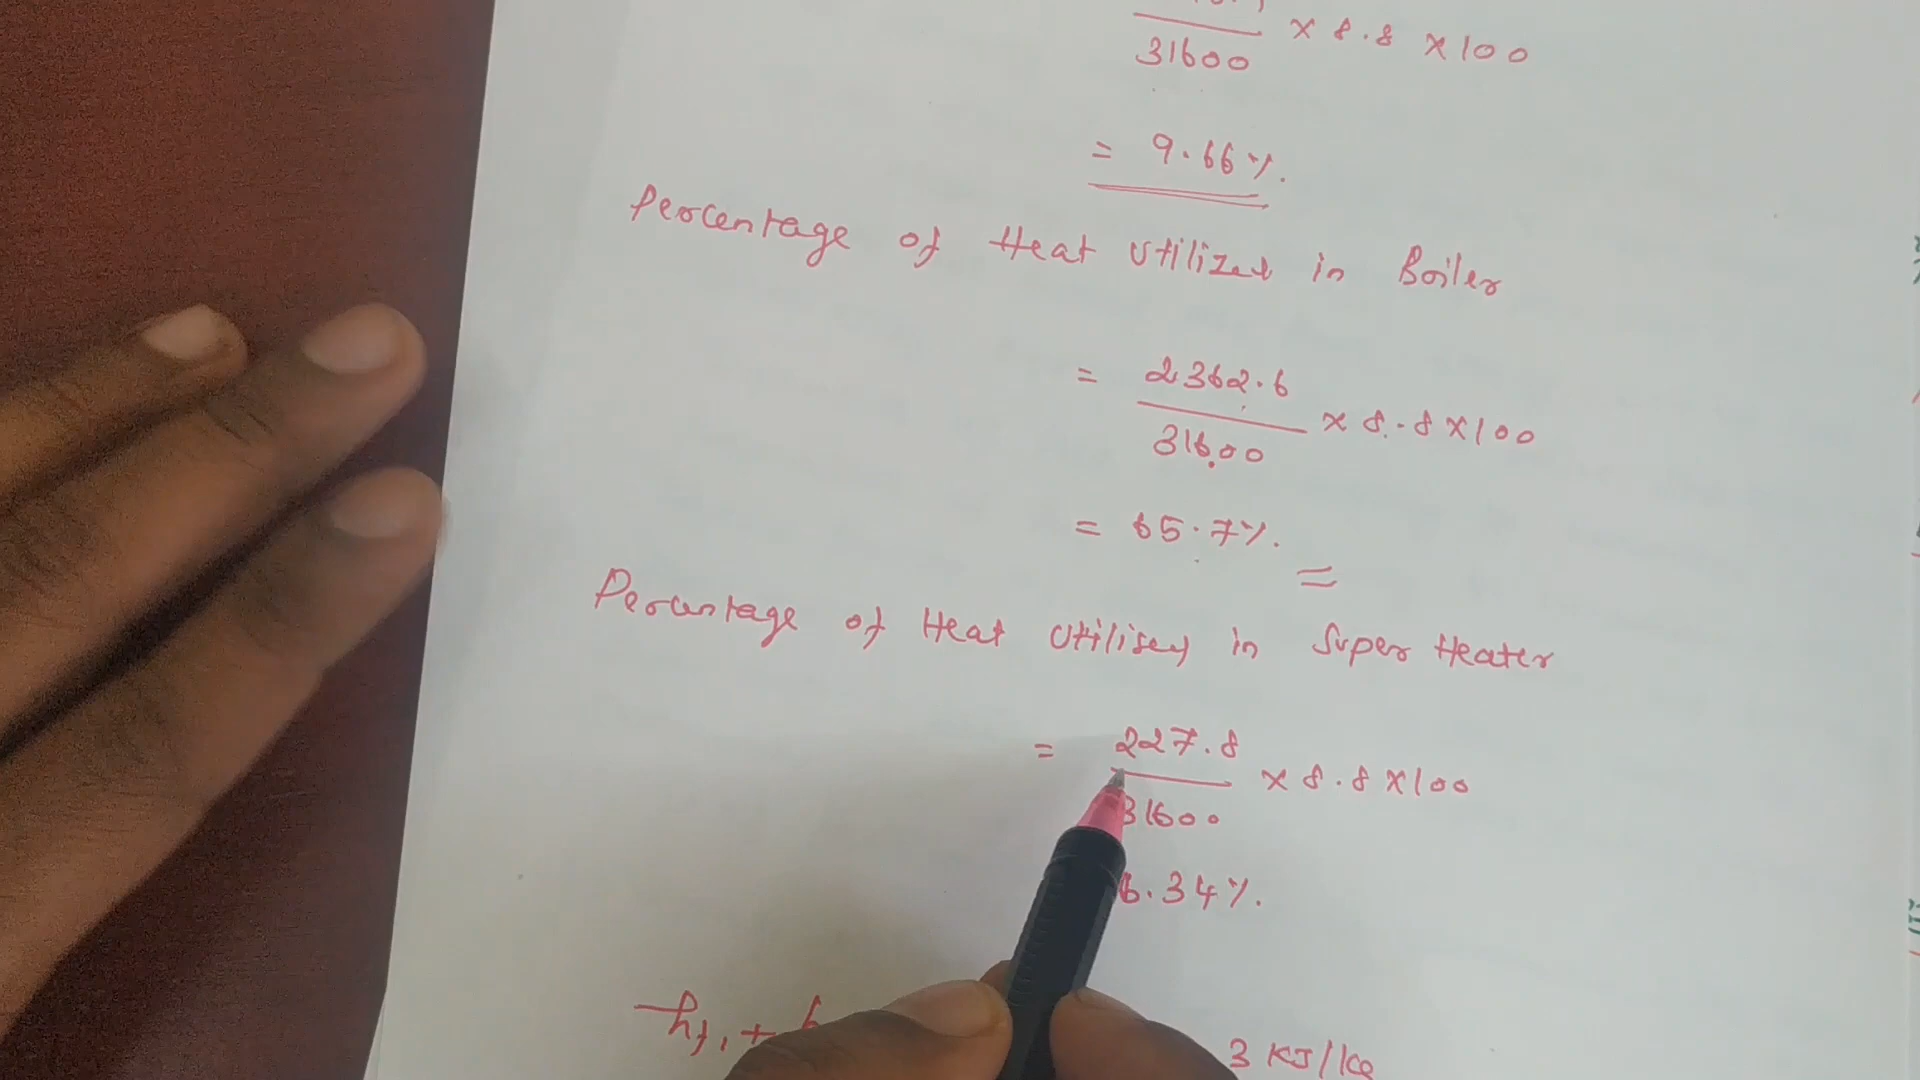 31600 × 8.8 × 100
= 9.66 %.
Percentage of Heat Utilized in Boiler
= 2362.6
31600 × 8.8 × 100
= 65.7 %.
=
Percentage of Heat Utilised in Super Heater
= 227.8
31600 × 8.8 × 100
6.34 %.
hf1 +
3 KJ/Kg